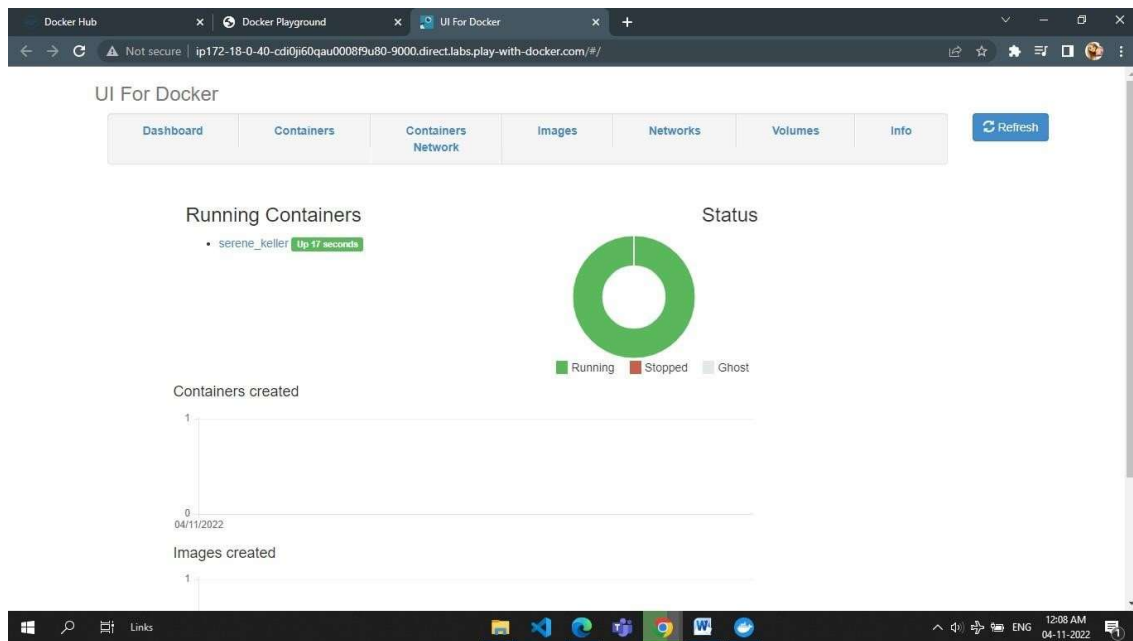 Docker Hub
Docker Playground
UI For Docker
Not secure
ip172-18-0-40-cdi0ji60qau0008f9u80-9000.direct.labs.play-with-docker.com/#/
UI For Docker
Dashboard
Containers
Containers
Network
Images
Networks
Volumes
Info
Refresh
Running Containers
serene_keller Up 17 seconds
Status
Running
Stopped
Ghost
Containers created
1
0
04/11/2022
Images created
1
Links
ENG
12:08 AM
04-11-2022